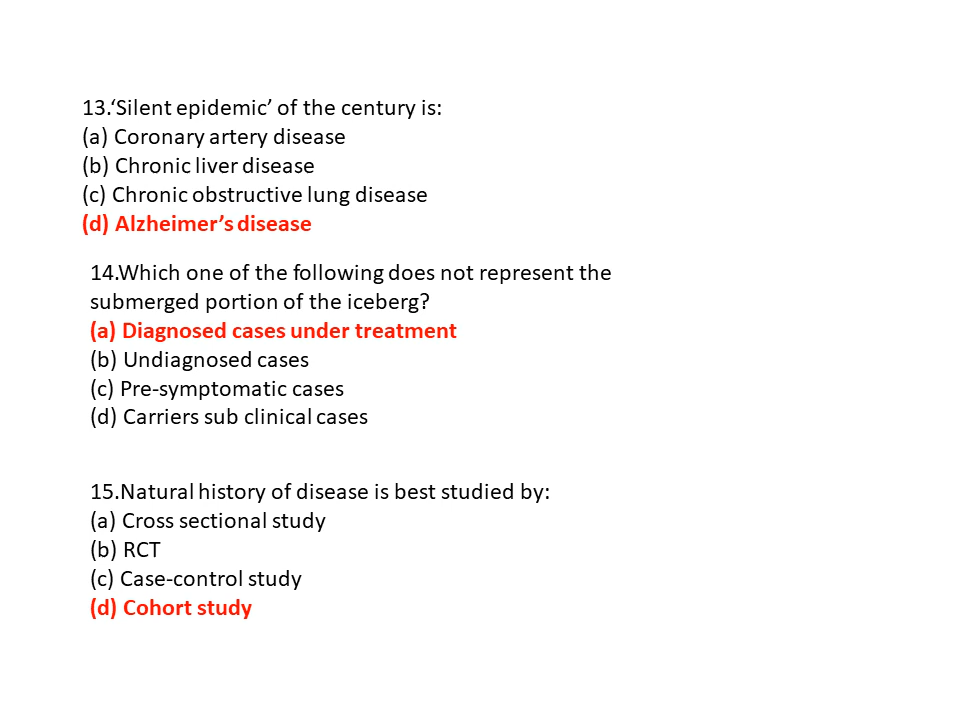 13.‘Silent epidemic’ of the century is:
(a) Coronary artery disease
(b) Chronic liver disease
(c) Chronic obstructive lung disease
(d) Alzheimer’s disease
14.Which one of the following does not represent the
submerged portion of the iceberg?
(a) Diagnosed cases under treatment
(b) Undiagnosed cases
(c) Pre-symptomatic cases
(d) Carriers sub clinical cases
15.Natural history of disease is best studied by:
(a) Cross sectional study
(b) RCT
(c) Case-control study
(d) Cohort study